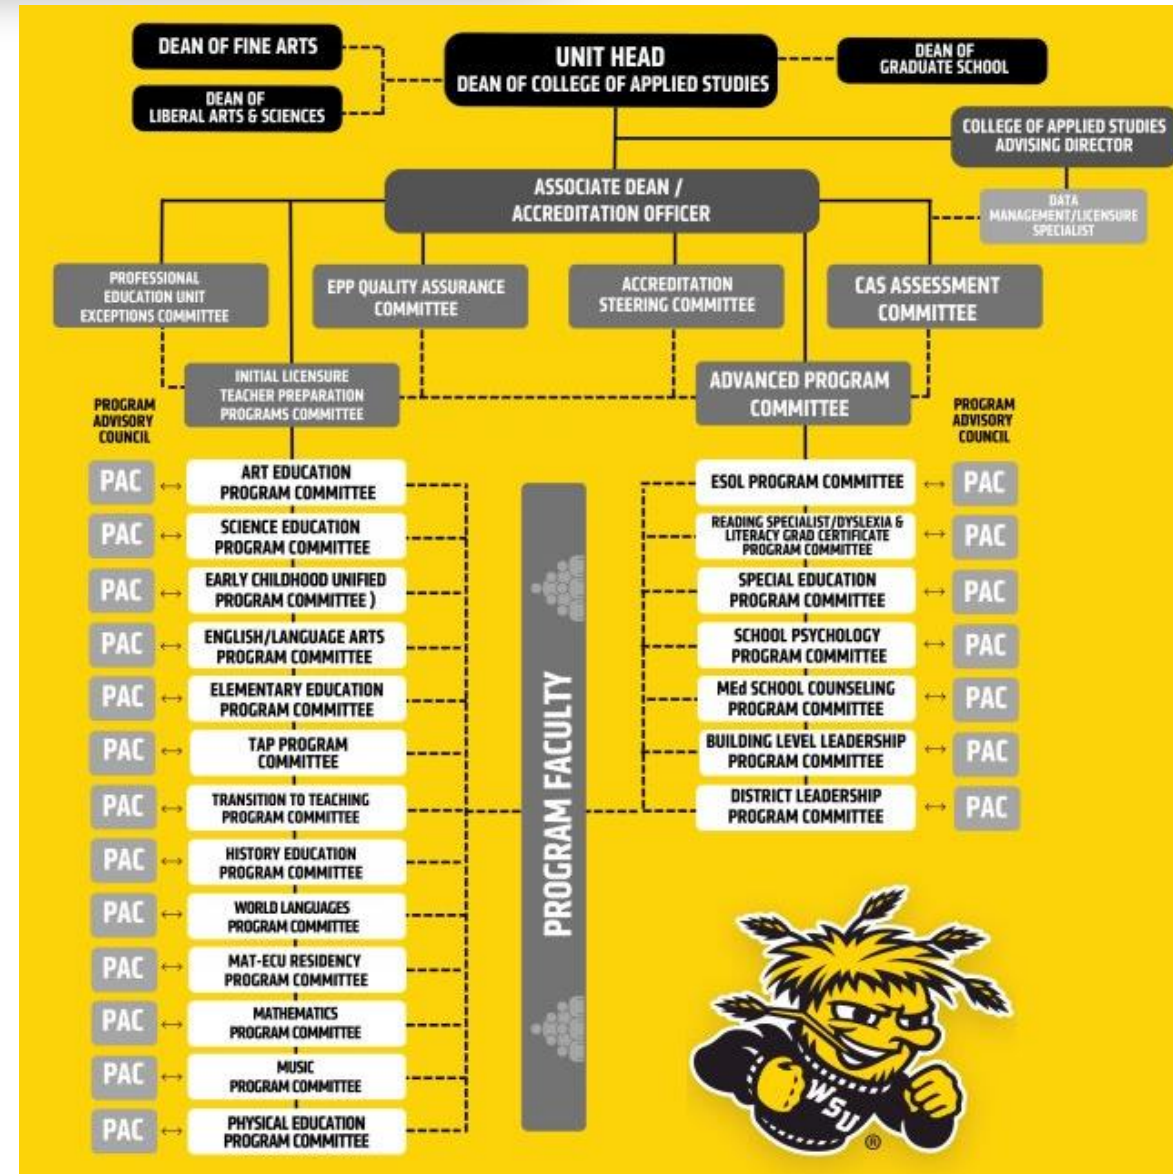 DEAN OF FINE ARTS
DEAN OF
LIBERAL ARTS & SCIENCES
UNIT HEAD
DEAN OF COLLEGE OF APPLIED STUDIES
DEAN OF
GRADUATE SCHOOL
COLLEGE OF APPLIED STUDIES
ADVISING DIRECTOR
ASSOCIATE DEAN /
ACCREDITATION OFFICER
DATA
MANAGEMENT/LICENSURE
SPECIALIST
PROFESSIONAL
EDUCATION UNIT
EXCEPTIONS COMMITTEE
EPP QUALITY ASSURANCE
COMMITTEE
ACCREDITATION
STEERING COMMITTEE
CAS ASSESSMENT
COMMITTEE
INITIAL LICENSURE
TEACHER PREPARATION
PROGRAMS COMMITTEE
ADVANCED PROGRAM
COMMITTEE
PROGRAM
ADVISORY
COUNCIL
PAC
ART EDUCATION
PROGRAM COMMITTEE
PAC
SCIENCE EDUCATION
PROGRAM COMMITTEE
PAC
EARLY CHILDHOOD UNIFIED
PROGRAM COMMITTEE )
PAC
ENGLISH/LANGUAGE ARTS
PROGRAM COMMITTEE
PAC
ELEMENTARY EDUCATION
PROGRAM COMMITTEE
PAC
TAP PROGRAM
COMMITTEE
PAC
TRANSITION TO TEACHING
PROGRAM COMMITTEE
PAC
HISTORY EDUCATION
PROGRAM COMMITTEE
PAC
WORLD LANGUAGES
PROGRAM COMMITTEE
PAC
MAT-ECU RESIDENCY
PROGRAM COMMITTEE
PAC
MATHEMATICS
PROGRAM COMMITTEE
PAC
MUSIC
PROGRAM COMMITTEE
PAC
PHYSICAL EDUCATION
PROGRAM COMMITTEE
PROGRAM FACULTY
PROGRAM
ADVISORY
COUNCIL
ESOL PROGRAM COMMITTEE
PAC
READING SPECIALIST/DYSLEXIA &
LITERACY GRAD CERTIFICATE
PROGRAM COMMITTEE
PAC
SPECIAL EDUCATION
PROGRAM COMMITTEE
PAC
SCHOOL PSYCHOLOGY
PROGRAM COMMITTEE
PAC
MEd SCHOOL COUNSELING
PROGRAM COMMITTEE
PAC
BUILDING LEVEL LEADERSHIP
PROGRAM COMMITTEE
PAC
DISTRICT LEADERSHIP
PROGRAM COMMITTEE
PAC
WSU
®